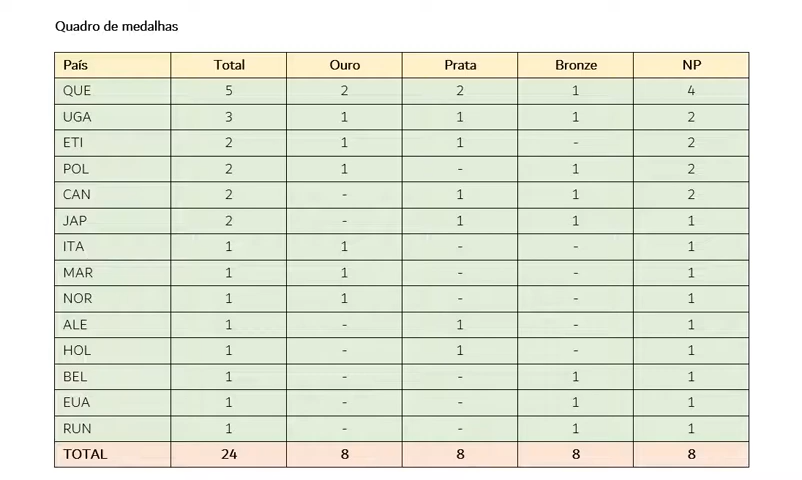 Quadro de medalhas
País Total Ouro Prata Bronze NP
QUE 5 2 2 1 4
UGA 3 1 1 1 2
ETI 2 1 1 - 2
POL 2 1 - 1 2
CAN 2 - 1 1 2
JAP 2 - 1 1 1
ITA 1 1 - - 1
MAR 1 1 - - 1
NOR 1 1 - - 1
ALE 1 - 1 - 1
HOL 1 - 1 - 1
BEL 1 - - 1 1
EUA 1 - - 1 1
RUN 1 - - 1 1
TOTAL 24 8 8 8 8